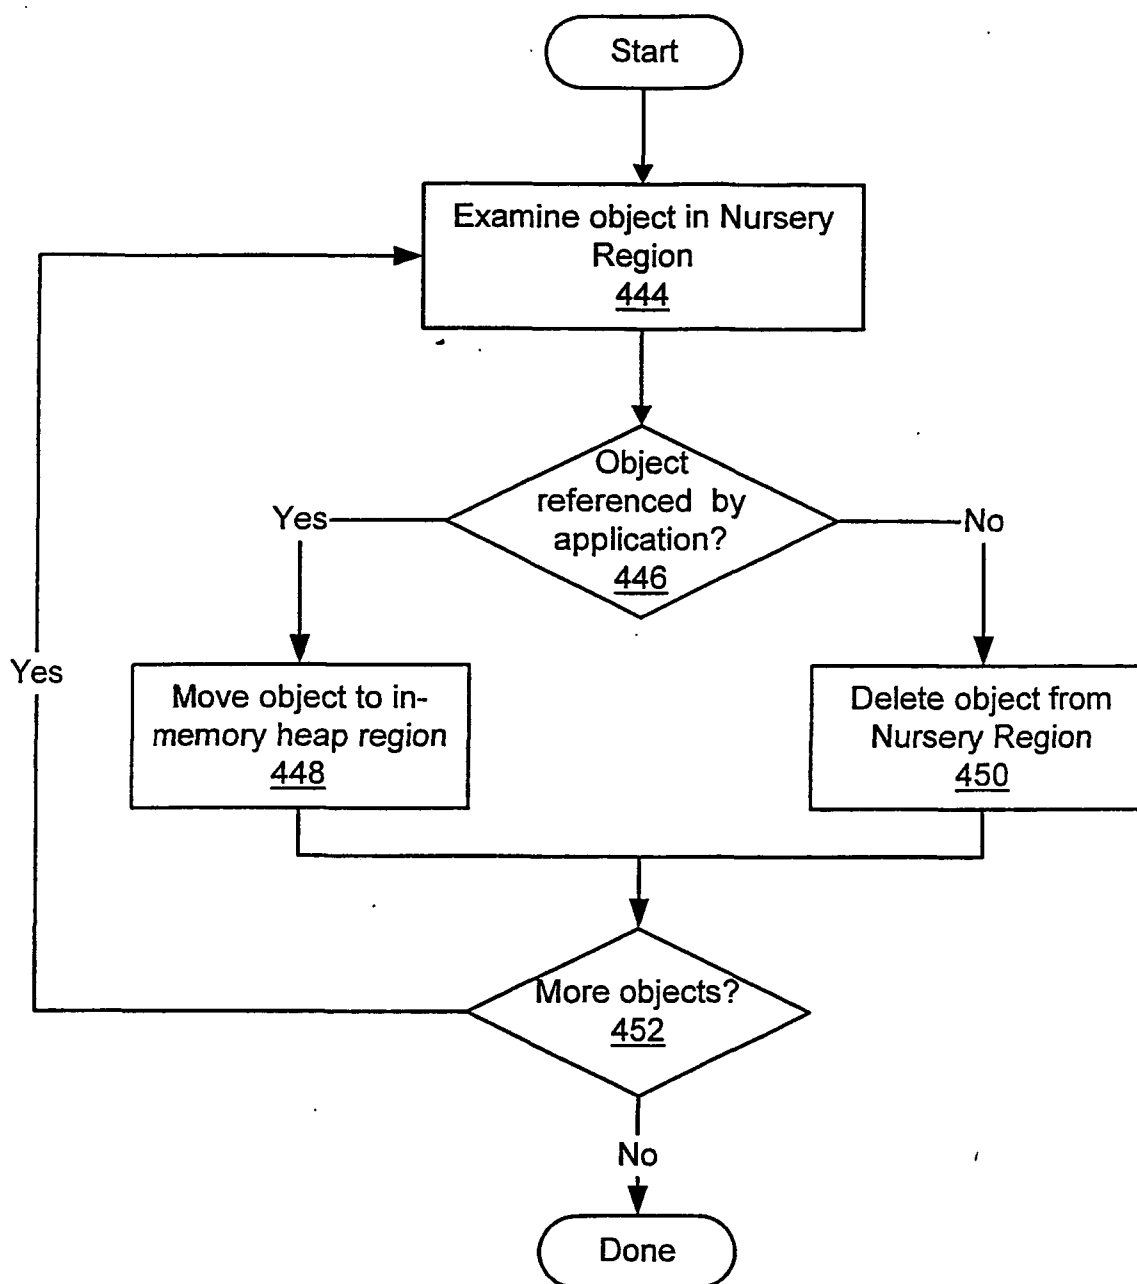 Start
Examine object in Nursery
Region
444
Object
referenced by
application?
446
Yes
No
Yes
Move object to in-
memory heap region
448
Delete object from
Nursery Region
450
More objects?
452
No
Done